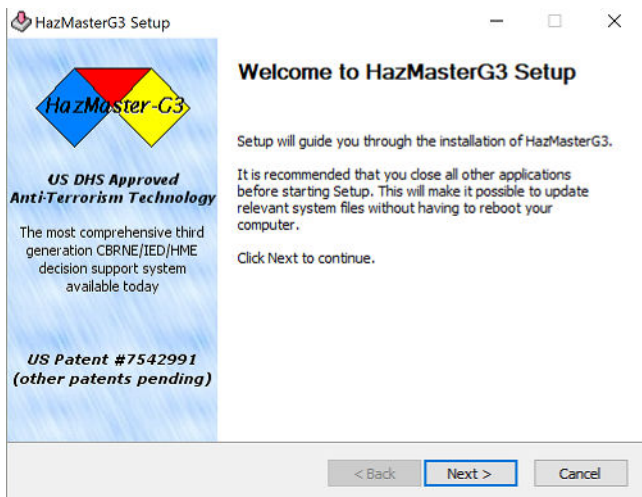 HazMasterG3 Setup
HazMaster-G3
US DHS Approved
Anti-Terrorism Technology
The most comprehensive third
generation CBRNE/IED/HME
decision support system
available today
US Patent #7542991
(other patents pending)
Welcome to HazMasterG3 Setup
Setup will guide you through the installation of HazMasterG3.
It is recommended that you close all other applications
before starting Setup. This will make it possible to update
relevant system files without having to reboot your
computer.
Click Next to continue.
< Back Next > Cancel